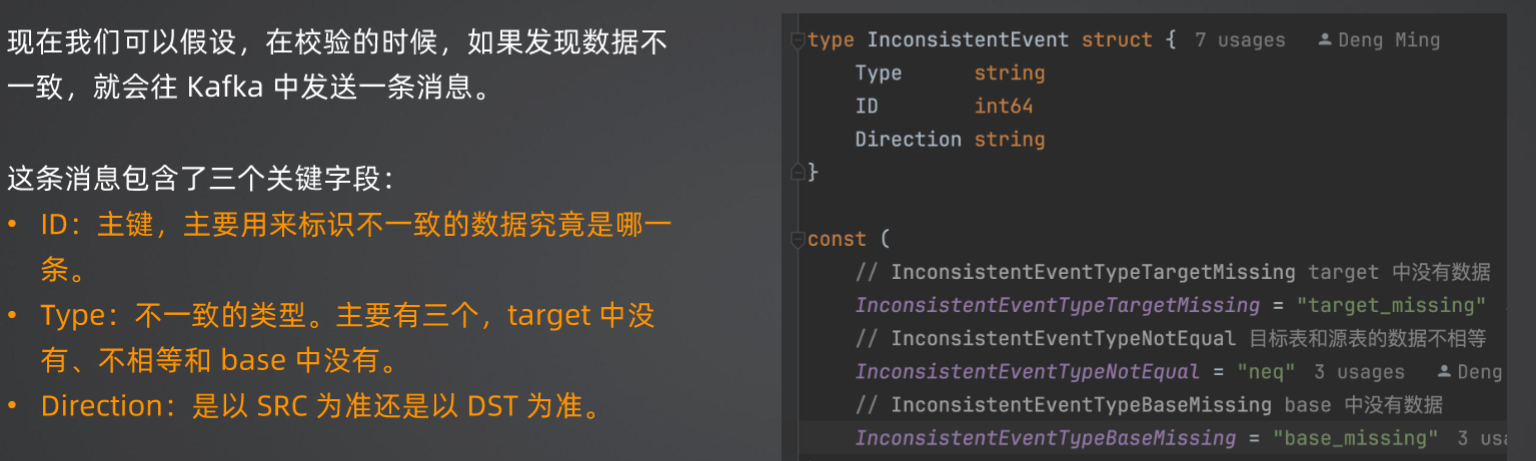 现在我们可以假设，在校验的时候，如果发现数据不
一致，就会往 Kafka 中发送一条消息。
这条消息包含了三个关键字段：
• ID：主键，主要用来标识不一致的数据究竟是哪一
条。
• Type：不一致的类型。主要有三个，target 中没
有、不相等和 base 中没有。
• Direction：是以 SRC 为准还是以 DST 为准。
type InconsistentEvent struct { 7 usages Deng Ming
Type string
ID int64
Direction string
}
const (
// InconsistentEventTypeTargetMissing target 中没有数据
InconsistentEventTypeTargetMissing = "target_missing"
// InconsistentEventTypeNotEqual 目标表和源表的数据不相等
InconsistentEventTypeNotEqual = "neq" 3 usages Deng
// InconsistentEventTypeBaseMissing base 中没有数据
InconsistentEventTypeBaseMissing = "base_missing" 3 usa